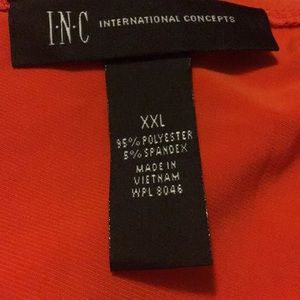 I·N·C INTERNATIONAL CONCEPTS
XXL
95% POLYESTER
5% SPANDEX
MADE IN
VIETNAM
WPL 8046